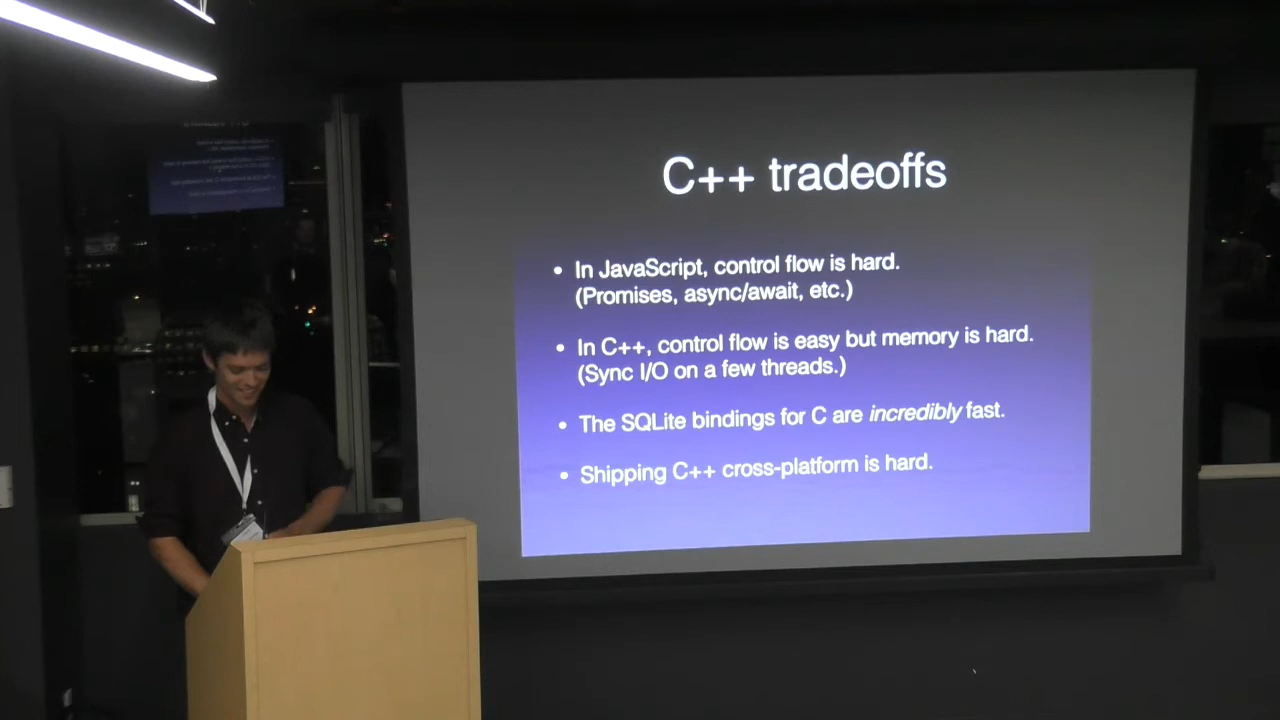 C++ tradeoffs
• In JavaScript, control flow is hard.
(Promises, async/await, etc.)
• In C++, control flow is easy but memory is hard.
(Sync I/O on a few threads.)
• The SQLite bindings for C are incredibly fast.
• Shipping C++ cross-platform is hard.